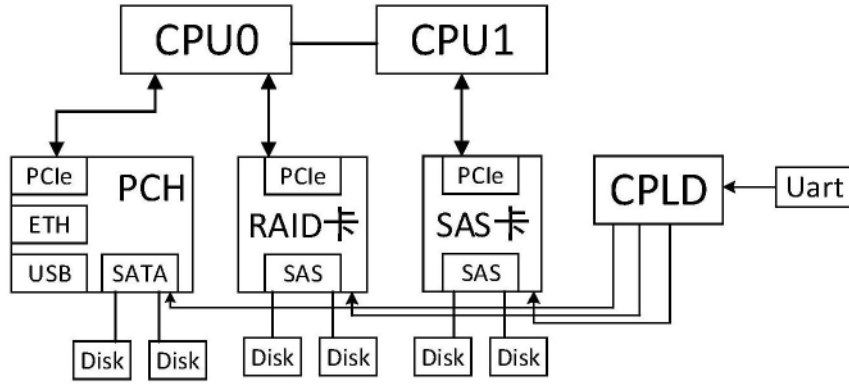 CPU0
CPU1
PCIe
PCH
ETH
USB
SATA
PCIe
RAID卡
SAS
PCIe
SAS卡
SAS
CPLD
Uart
Disk
Disk
Disk
Disk
Disk
Disk